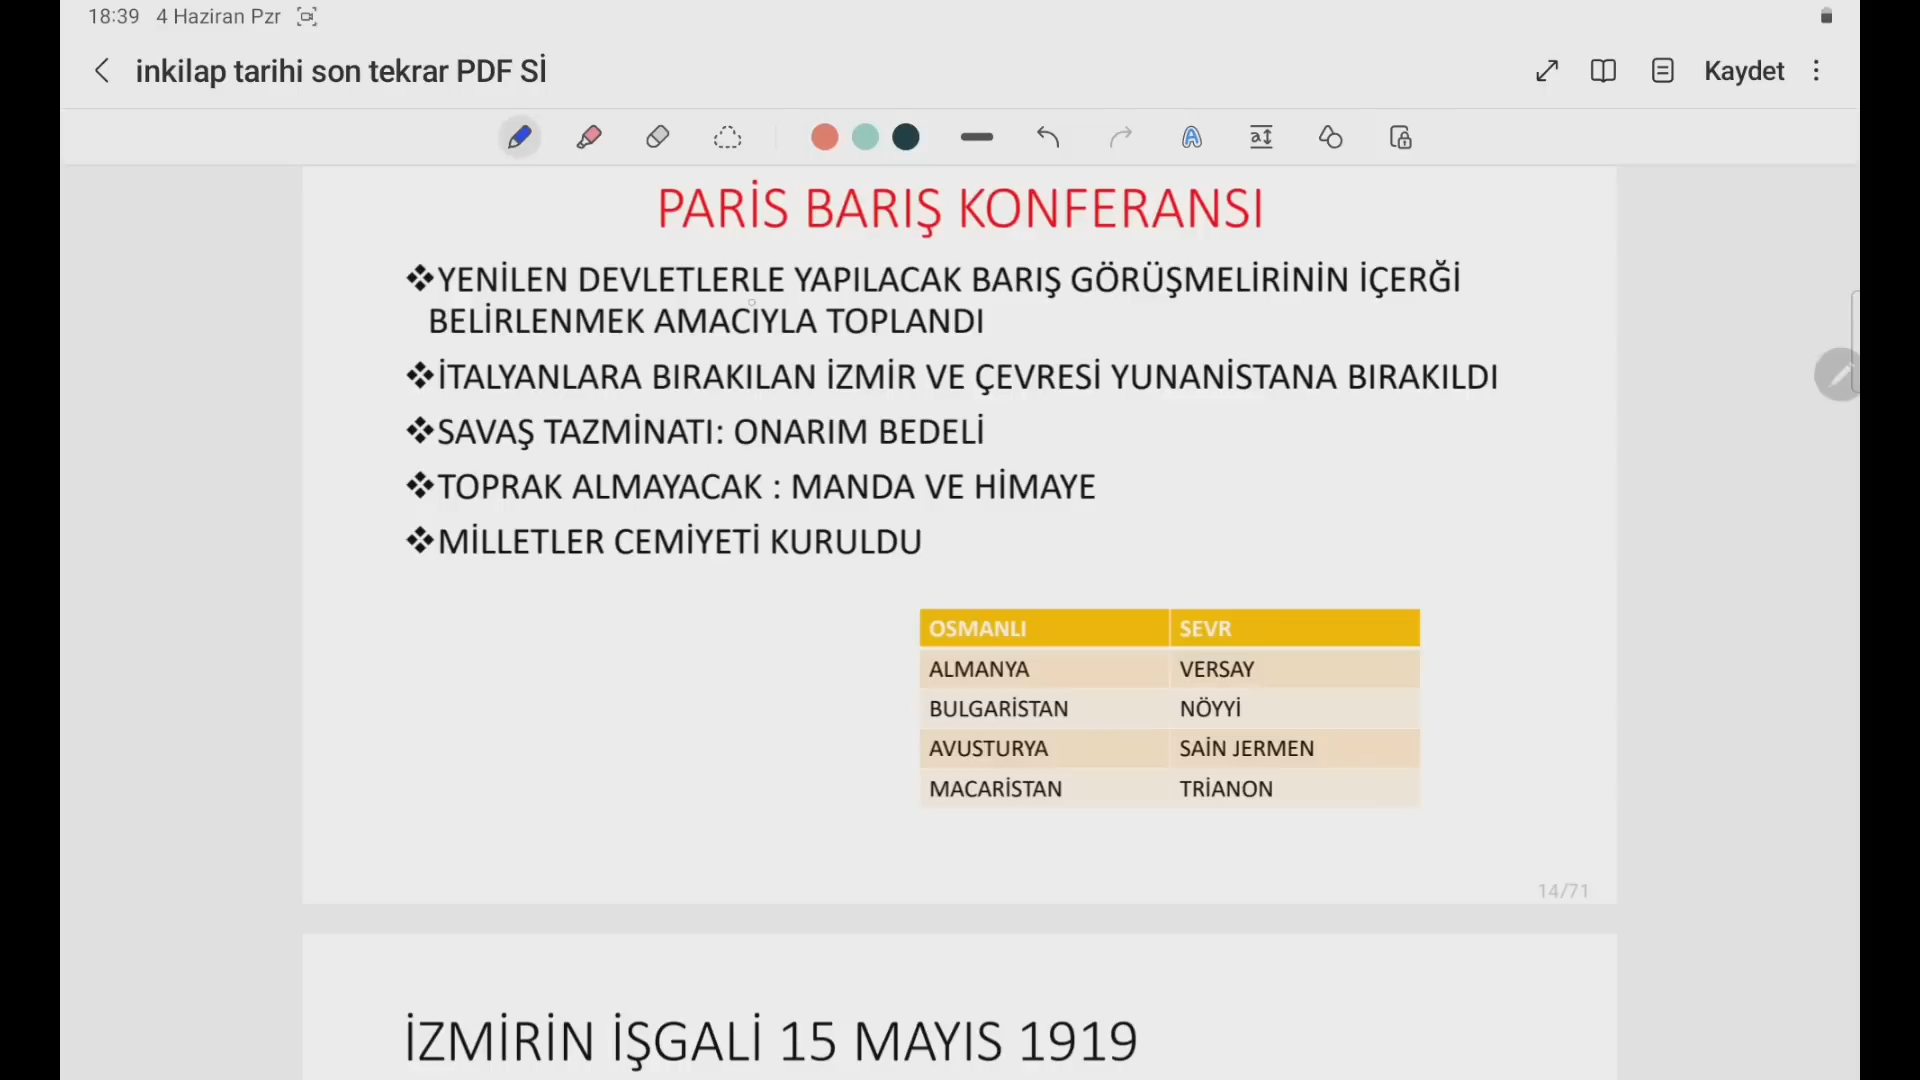 18:39 4 Haziran Pzr
inkilap tarihi son tekrar PDF Sİ
Kaydet
PARİS BARIŞ KONFERANSI
❖YENİLEN DEVLETLERLE YAPILACAK BARIŞ GÖRÜŞMELİRİNİN İÇERĞİ
BELİRLENMEK AMACIYLA TOPLANDI
❖İTALYANLARA BIRAKILAN İZMİR VE ÇEVRESİ YUNANİSTANA BIRAKILDI
❖SAVAŞ TAZMİNATI: ONARIM BEDELİ
❖TOPRAK ALMAYACAK : MANDA VE HİMAYE
❖MİLLETLER CEMİYETİ KURULDU
OSMANLI SEVR
ALMANYA VERSAY
BULGARİSTAN NÖYYİ
AVUSTURYA SAİN JERMEN
MACARİSTAN TRİANON
14/71
İZMİRİN İŞGALİ 15 MAYIS 1919